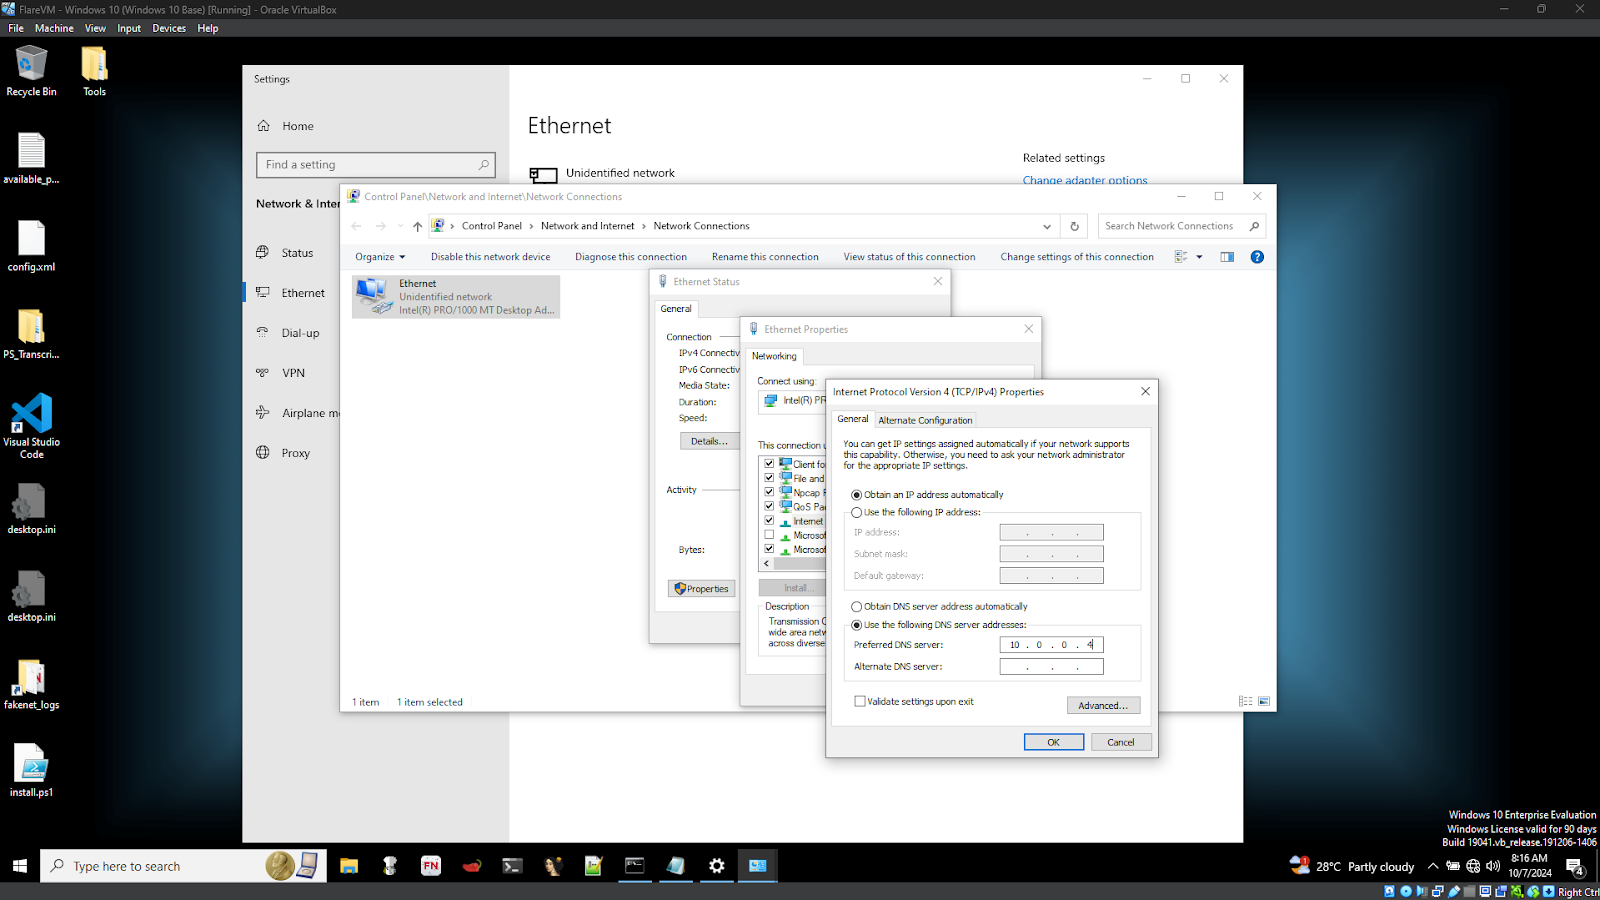 FlareVM - Windows 10 (Windows 10 Base) [Running] - Oracle VirtualBox
File Machine View Input Devices Help
Recycle Bin
Tools
available_p...
config.xml
PS_Transcri...
Visual Studio
Code
desktop.ini
desktop.ini
fakenet_logs
install.ps1
Settings
Home
Find a setting
Network & Inter
Status
Ethernet
Dial-up
VPN
Airplane m
Proxy
Ethernet
Unidentified network
Related settings
Change adapter options
Control Panel\Network and Internet\Network Connections
Control Panel > Network and Internet > Network Connections
Search Network Connections
Organize
Disable this network device
Diagnose this connection
Rename this connection
View status of this connection
Change settings of this connection
Ethernet
Unidentified network
Intel(R) PRO/1000 MT Desktop Ad...
1 item
1 item selected
Ethernet Status
General
Connection
IPv4 Connectiv
IPv6 Connectiv
Media State:
Duration:
Speed:
Details...
Activity
Bytes:
Properties
Ethernet Properties
Networking
Connect using:
Intel(R) PR
This connection u
Client fo
File and
Npcap P
QoS Pac
Internet
Microsof
Microsof
Install...
Description
Transmission C
wide area netw
across diverse
Internet Protocol Version 4 (TCP/IPv4) Properties
General
Alternate Configuration
You can get IP settings assigned automatically if your network supports
this capability. Otherwise, you need to ask your network administrator
for the appropriate IP settings.
Obtain an IP address automatically
Use the following IP address:
IP address:
. . .
Subnet mask:
. . .
Default gateway:
. . .
Obtain DNS server address automatically
Use the following DNS server addresses:
Preferred DNS server:
10 . 0 . 0 . 4
Alternate DNS server:
. . .
Validate settings upon exit
Advanced...
OK
Cancel
Windows 10 Enterprise Evaluation
Windows License valid for 90 days
Build 19041.vb_release.191206-1406
Type here to search
FN
1
28°C Partly cloudy
8:16 AM
10/7/2024
4
Right Ctrl